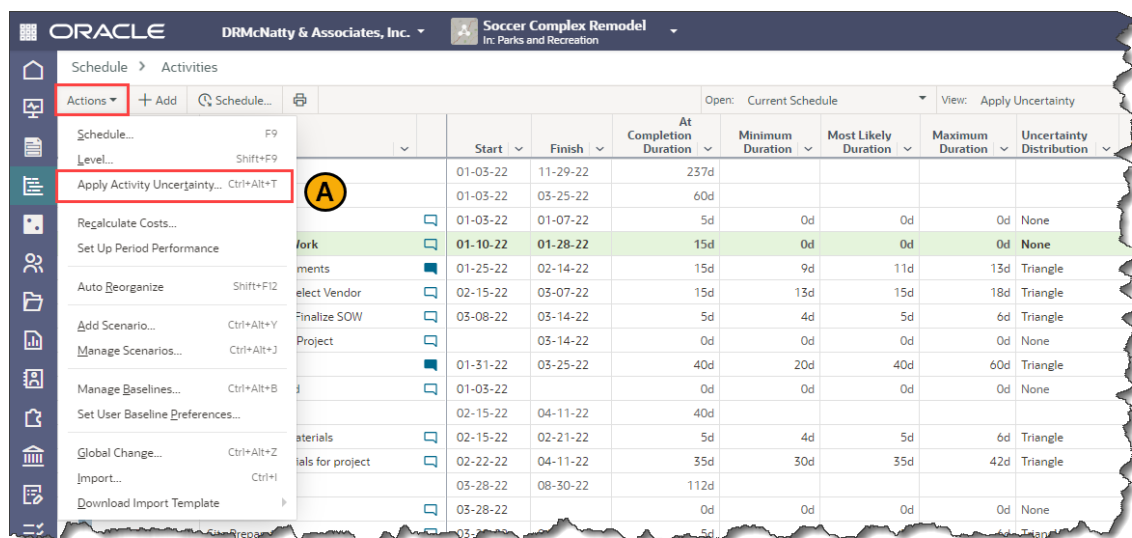 ORACLE DRMcNatty & Associates, Inc. Soccer Complex Remodel
In: Parks and Recreation
Schedule > Activities
Actions + Add Schedule... Open: Current Schedule View: Apply Uncertainty
Start Finish At Completion Duration Minimum Duration Most Likely Duration Maximum Duration Uncertainty Distribution
Schedule... F9
Level... Shift+F9
Apply Activity Uncertainty... Ctrl+Alt+T
A
Recalculate Costs...
Set Up Period Performance
Auto Reorganize Shift+F12
Add Scenario... Ctrl+Alt+Y
Manage Scenarios... Ctrl+Alt+J
Manage Baselines... Ctrl+Alt+B
Set User Baseline Preferences...
Global Change... Ctrl+Alt+Z
Import... Ctrl+I
Download Import Template
01-03-22 11-29-22 237d
01-03-22 03-25-22 60d
01-03-22 01-07-22 5d 0d 0d 0d None
01-10-22 01-28-22 15d 0d 0d 0d None
01-25-22 02-14-22 15d 9d 11d 13d Triangle
elect Vendor 02-15-22 03-07-22 15d 13d 15d 18d Triangle
Finalize SOW 03-08-22 03-14-22 5d 4d 5d 6d Triangle
Project 03-14-22 0d 0d 0d 0d None
01-31-22 03-25-22 40d 20d 40d 60d Triangle
01-03-22 0d 0d 0d 0d None
02-15-22 04-11-22 40d
aterials 02-15-22 02-21-22 5d 4d 5d 6d Triangle
ials for project 02-22-22 04-11-22 35d 30d 35d 42d Triangle
03-28-22 08-30-22 112d
03-28-22 0d 0d 0d 0d None